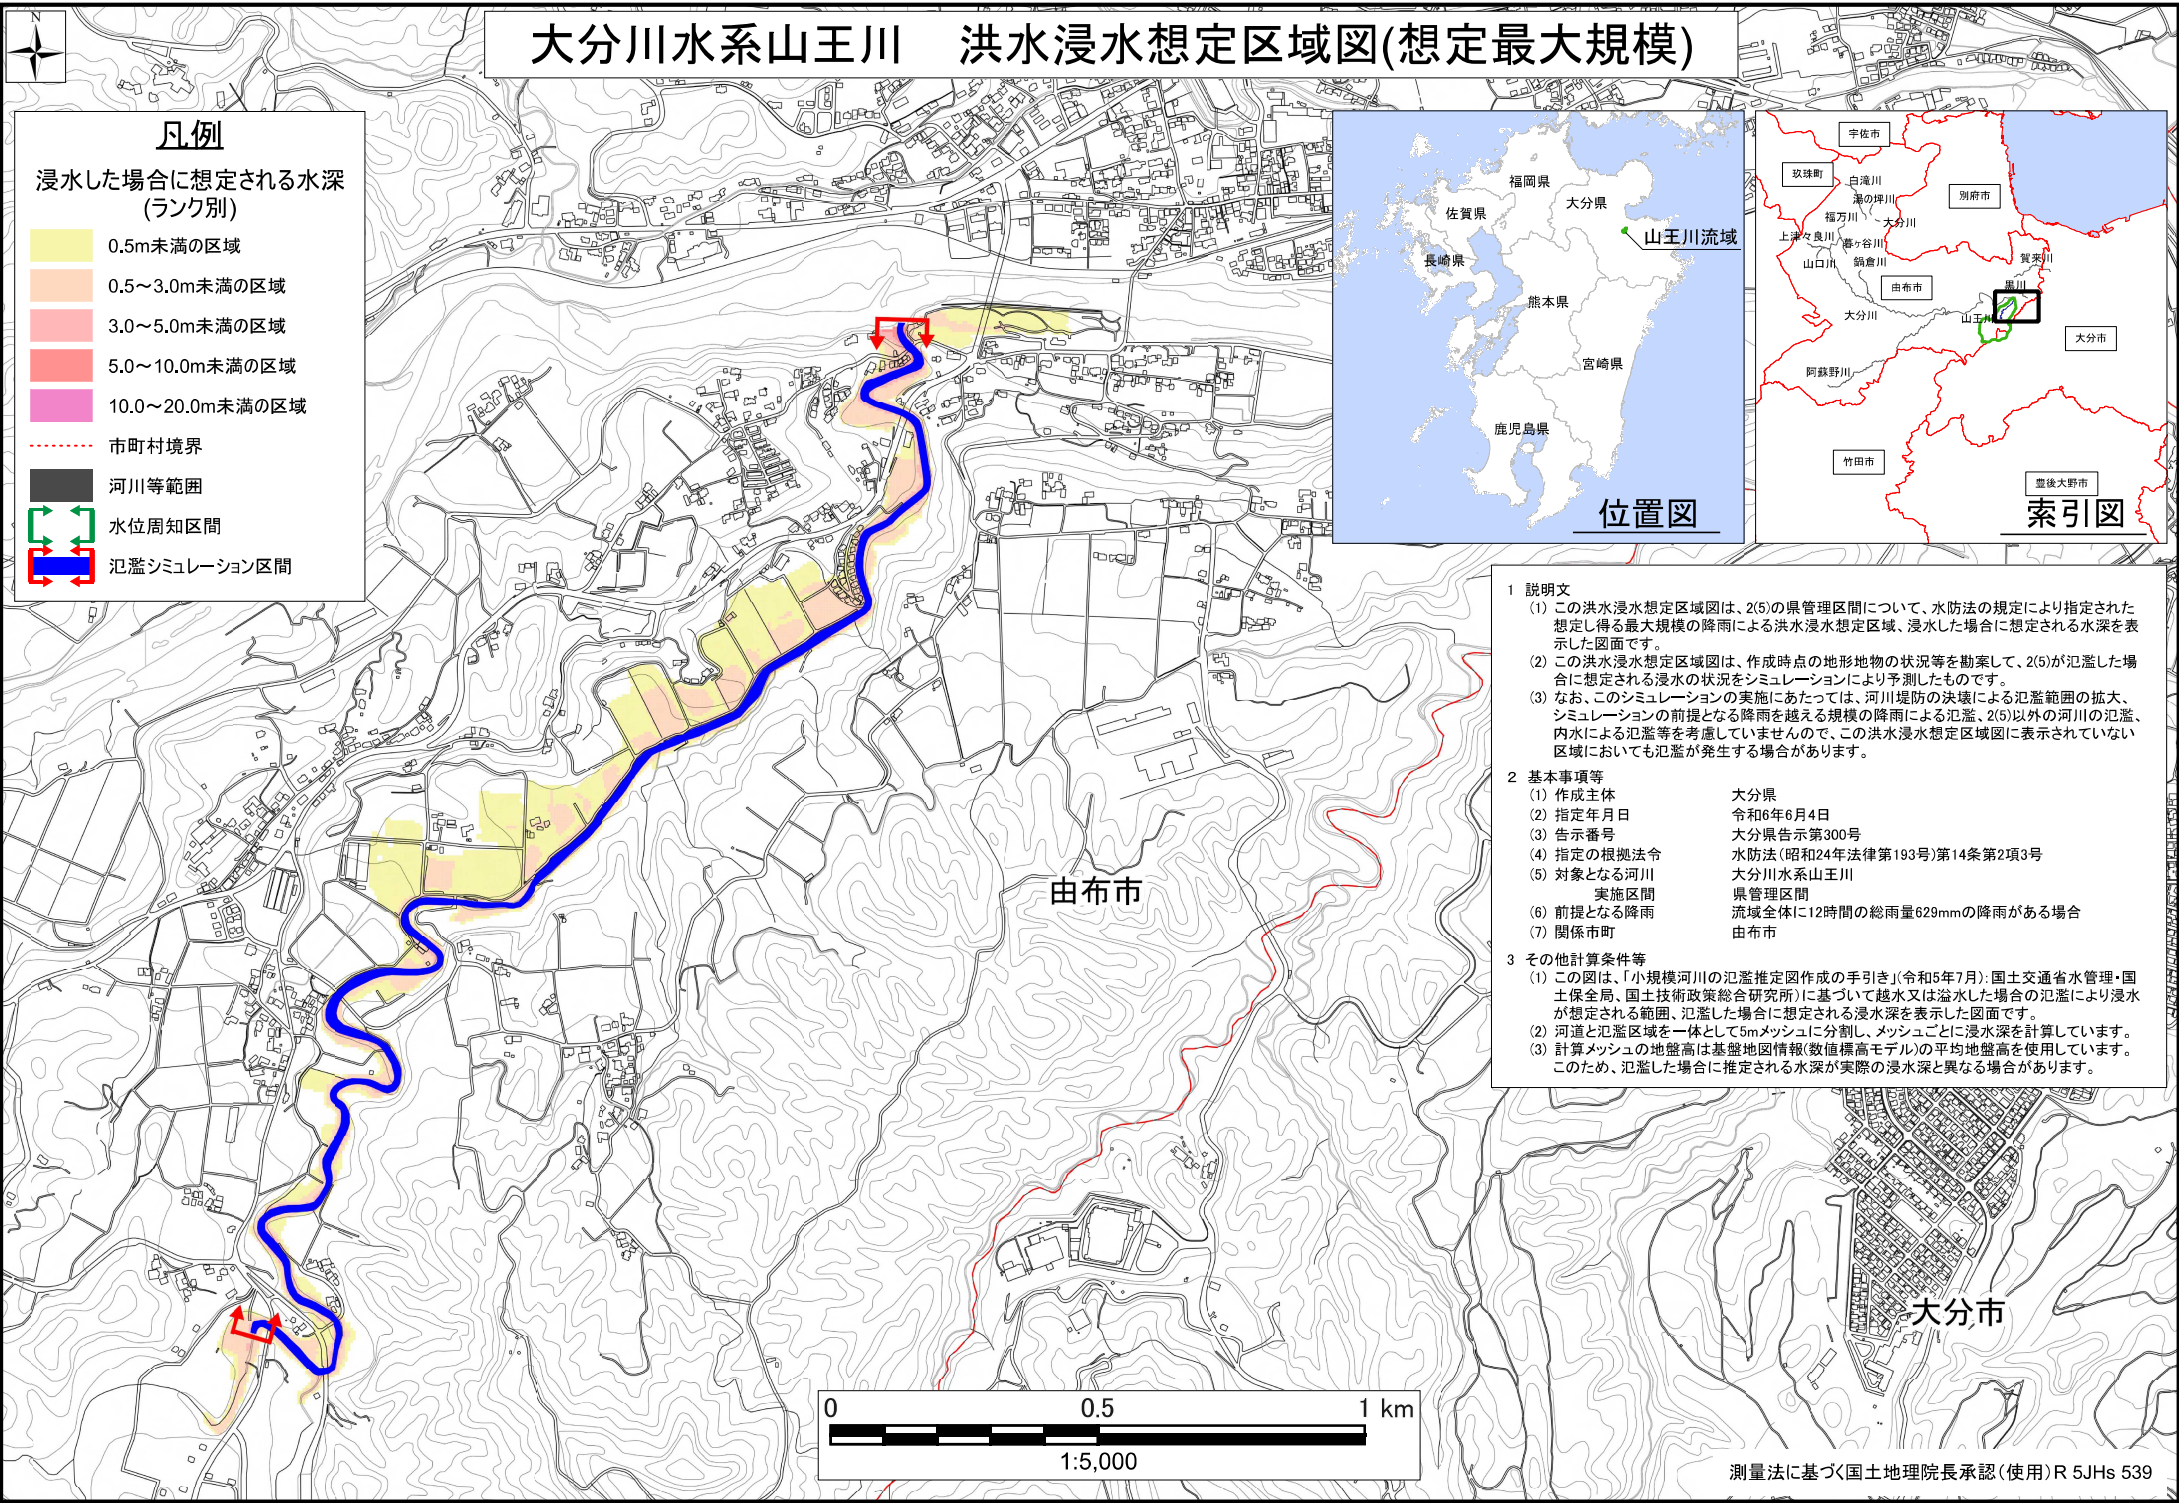 大分川水系山王川　洪水浸水想定区域図(想定最大規模)
N
凡例
浸水した場合に想定される水深
(ランク別)
0.5m未満の区域
0.5～3.0m未満の区域
3.0～5.0m未満の区域
5.0～10.0m未満の区域
10.0～20.0m未満の区域
市町村境界
河川等範囲
水位周知区間
氾濫シミュレーション区間
福岡県
佐賀県
大分県
山王川流域
長崎県
熊本県
宮崎県
鹿児島県
位置図
宇佐市
玖珠町
白滝川
湯の坪川
別府市
福万川
大分川
上津々良川
暮ヶ谷川
山口川
鍋倉川
賀来川
由布市
黒川
大分川
山王川
大分市
阿蘇野川
竹田市
豊後大野市
索引図
1 説明文
(1) この洪水浸水想定区域図は、2(5)の県管理区間について、水防法の規定により指定された
想定し得る最大規模の降雨による洪水浸水想定区域、浸水した場合に想定される水深を表
示した図面です。
(2) この洪水浸水想定区域図は、作成時点の地形地物の状況等を勘案して、2(5)が氾濫した場
合に想定される浸水の状況をシミュレーションにより予測したものです。
(3) なお、このシミュレーションの実施にあたっては、河川堤防の決壊による氾濫範囲の拡大、
シミュレーションの前提となる降雨を越える規模の降雨による氾濫、2(5)以外の河川の氾濫、
内水による氾濫等を考慮していませんので、この洪水浸水想定区域図に表示されていない
区域においても氾濫が発生する場合があります。
2 基本事項等
(1) 作成主体 大分県
(2) 指定年月日 令和6年6月4日
(3) 告示番号 大分県告示第300号
(4) 指定の根拠法令 水防法(昭和24年法律第193号)第14条第2項3号
(5) 対象となる河川 大分川水系山王川
実施区間 県管理区間
(6) 前提となる降雨 流域全体に12時間の総雨量629mmの降雨がある場合
(7) 関係市町 由布市
3 その他計算条件等
(1) この図は、「小規模河川の氾濫推定図作成の手引き」(令和5年7月):国土交通省水管理・国
土保全局、国土技術政策総合研究所)に基づいて越水又は溢水した場合の氾濫により浸水
が想定される範囲、氾濫した場合に想定される浸水深を表示した図面です。
(2) 河道と氾濫区域を一体として5mメッシュに分割し、メッシュごとに浸水深を計算しています。
(3) 計算メッシュの地盤高は基盤地図情報(数値標高モデル)の平均地盤高を使用しています。
このため、氾濫した場合に推定される水深が実際の浸水深と異なる場合があります。
由布市
大分市
0 0.5 1 km
1:5,000
測量法に基づく国土地理院長承認(使用)R 5JHs 539